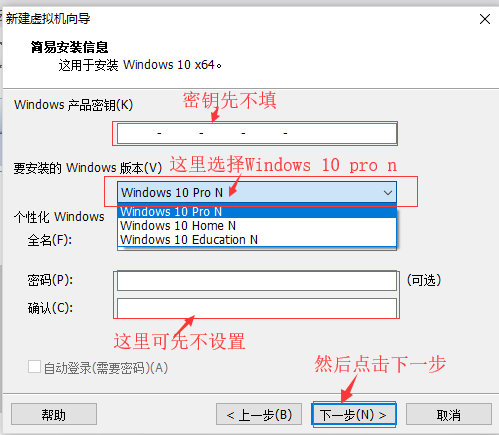 新建虚拟机向导
简易安装信息
这用于安装 Windows 10 x64。
Windows 产品密钥(K)
密钥先不填
- - - -
要安装的 Windows 版本(V)
这里选择Windows 10 pro n
Windows 10 Pro N
个性化 Windows
Windows 10 Pro N
Windows 10 Home N
全名(F):
Windows 10 Education N
密码(P):
(可选)
确认(C):
这里可先不设置
然后点击下一步
自动登录(需要密码)(A)
帮助
< 上一步(B)
下一步(N) >
取消